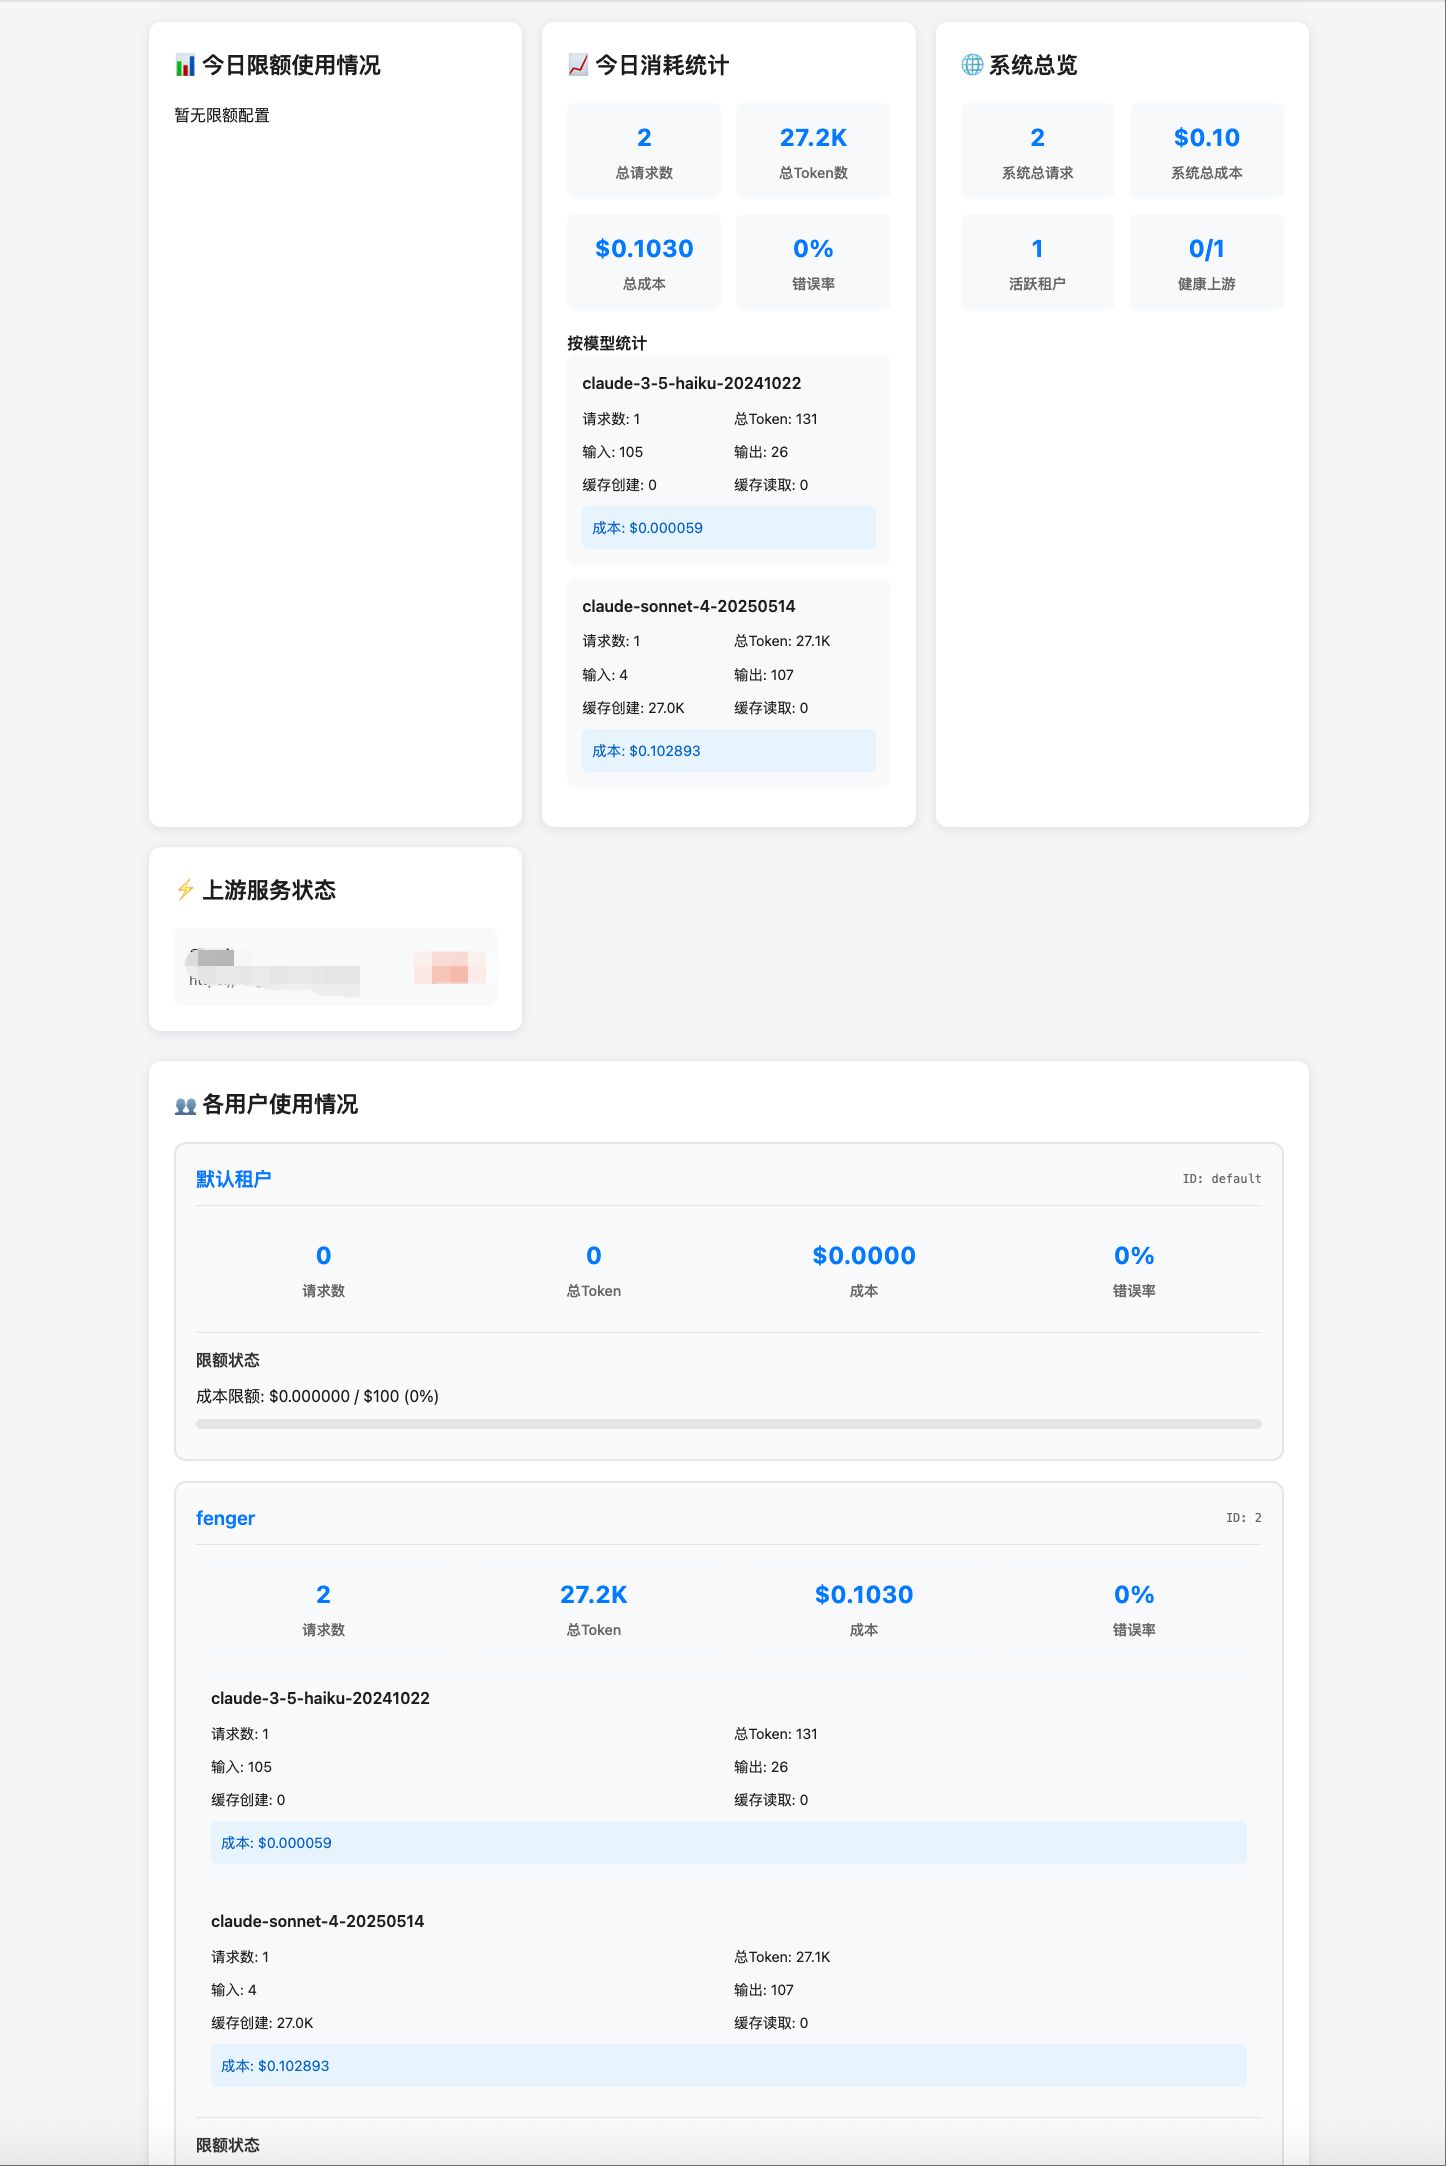 📊 今日限额使用情况
暂无限额配置
📈 今日消耗统计
2
总请求数
27.2K
总Token数
$0.1030
总成本
0%
错误率
按模型统计
claude-3-5-haiku-20241022
请求数: 1 总Token: 131
输入: 105 输出: 26
缓存创建: 0 缓存读取: 0
成本: $0.000059
claude-sonnet-4-20250514
请求数: 1 总Token: 27.1K
输入: 4 输出: 107
缓存创建: 27.0K 缓存读取: 0
成本: $0.102893
🌐 系统总览
2
系统总请求
$0.10
系统总成本
1
活跃租户
0/1
健康上游
⚡ 上游服务状态
👥 各用户使用情况
默认租户 ID: default
0
请求数
0
总Token
$0.0000
成本
0%
错误率
限额状态
成本限额: $0.000000 / $100 (0%)
fenger ID: 2
2
请求数
27.2K
总Token
$0.1030
成本
0%
错误率
claude-3-5-haiku-20241022
请求数: 1 总Token: 131
输入: 105 输出: 26
缓存创建: 0 缓存读取: 0
成本: $0.000059
claude-sonnet-4-20250514
请求数: 1 总Token: 27.1K
输入: 4 输出: 107
缓存创建: 27.0K 缓存读取: 0
成本: $0.102893
限额状态